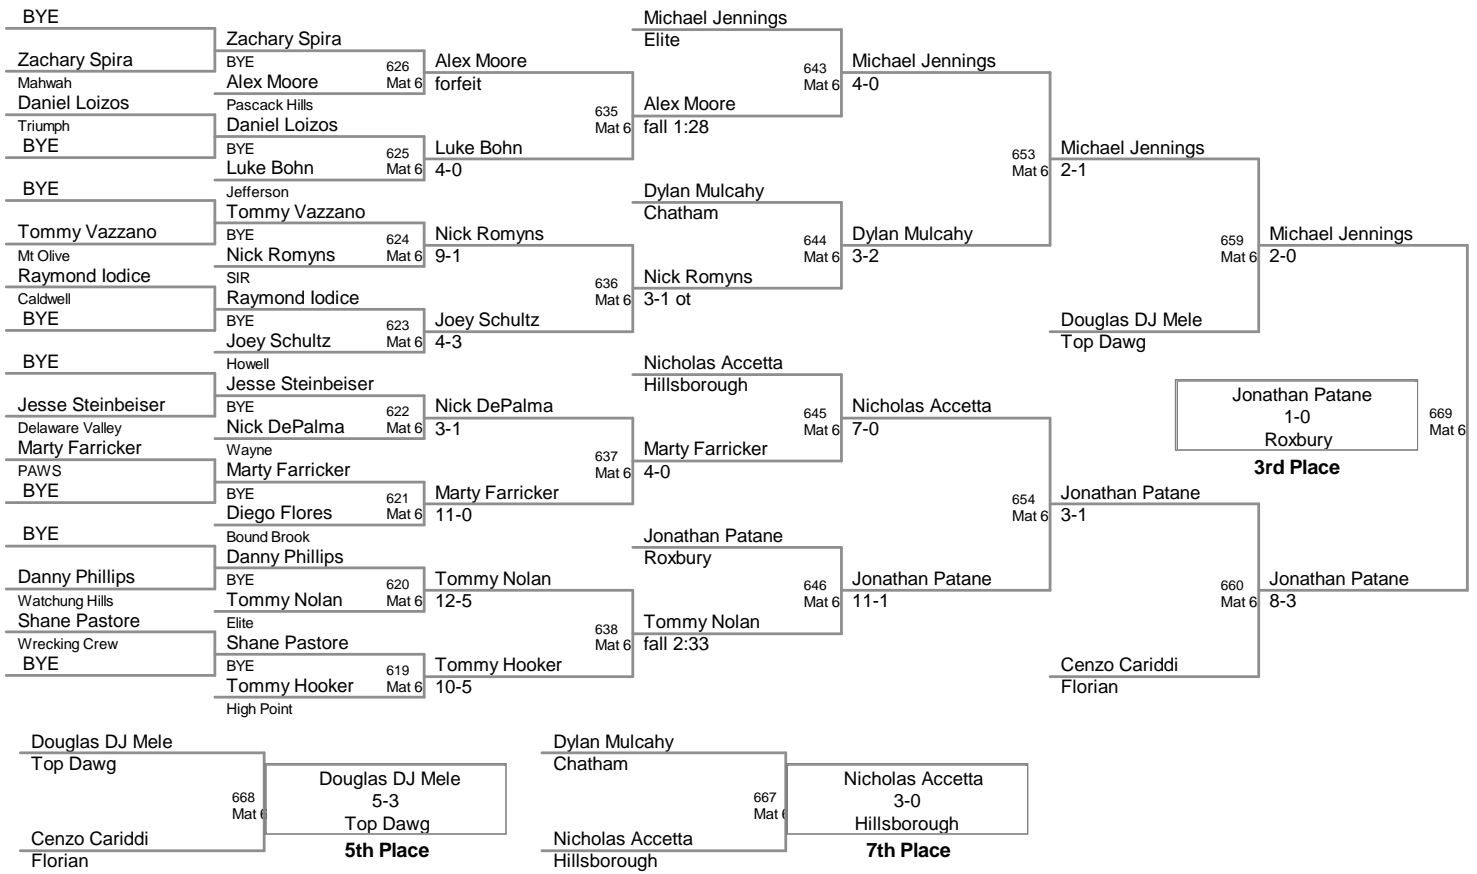 BYE
Zachary Spira
Mahwah
Daniel Loizos
Triumph
BYE
BYE
Tommy Vazzano
Mt Olive
Raymond Iodice
Caldwell
BYE
BYE
Jesse Steinbeiser
Delaware Valley
Marty Farricker
PAWS
BYE
BYE
Danny Phillips
Watchung Hills
Shane Pastore
Wrecking Crew
BYE
Zachary Spira
BYE
Alex Moore
Pascack Hills
626
Mat 6
Daniel Loizos
BYE
Luke Bohn
Jefferson
625
Mat 6
Tommy Vazzano
BYE
Nick Romyns
SIR
624
Mat 6
Raymond Iodice
BYE
Joey Schultz
Howell
623
Mat 6
Jesse Steinbeiser
BYE
Nick DePalma
Wayne
622
Mat 6
Marty Farricker
BYE
Diego Flores
Bound Brook
621
Mat 6
Danny Phillips
BYE
Tommy Nolan
Elite
620
Mat 6
Shane Pastore
BYE
Tommy Hooker
High Point
619
Mat 6
Alex Moore
forfeit
635
Mat 6
Luke Bohn
4-0
Nick Romyns
9-1
636
Mat 6
Joey Schultz
4-3
Nick DePalma
3-1
637
Mat 6
Marty Farricker
11-0
Tommy Nolan
12-5
638
Mat 6
Tommy Hooker
10-5
Michael Jennings
Elite
643
Mat 6
Alex Moore
fall 1:28
Dylan Mulcahy
Chatham
644
Mat 6
Nick Romyns
3-1 ot
Nicholas Accetta
Hillsborough
645
Mat 6
Marty Farricker
4-0
Jonathan Patane
Roxbury
646
Mat 6
Tommy Nolan
fall 2:33
Michael Jennings
4-0
653
Mat 6
Dylan Mulcahy
3-2
Nicholas Accetta
7-0
654
Mat 6
Jonathan Patane
11-1
Michael Jennings
2-1
659
Mat 6
Douglas DJ Mele
Top Dawg
Jonathan Patane
3-1
660
Mat 6
Cenzo Cariddi
Florian
Michael Jennings
2-0
Jonathan Patane
1-0
Roxbury
3rd Place
669
Mat 6
Jonathan Patane
8-3
Douglas DJ Mele
Top Dawg
668
Mat 6
Cenzo Cariddi
Florian
Douglas DJ Mele
5-3
Top Dawg
5th Place
Dylan Mulcahy
Chatham
667
Mat 6
Nicholas Accetta
Hillsborough
Nicholas Accetta
3-0
Hillsborough
7th Place